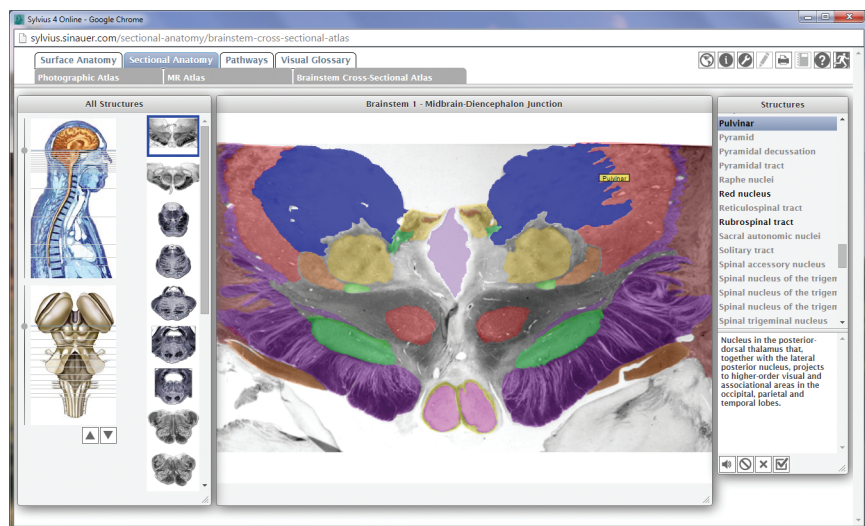 Sylvius 4 Online - Google Chrome
sylvius.sinauer.com/sectional-anatomy/brainstem-cross-sectional-atlas
Surface Anatomy Sectional Anatomy Pathways Visual Glossary
Photographic Atlas MR Atlas Brainstem Cross-Sectional Atlas
All Structures
Brainstem 1 - Midbrain-Diencephalon Junction
Pulvinar
Structures
Pulvinar
Pyramid
Pyramidal decussation
Pyramidal tract
Raphe nuclei
Red nucleus
Reticulospinal tract
Rubrospinal tract
Sacral autonomic nuclei
Solitary tract
Spinal accessory nucleus
Spinal nucleus of the trigen
Spinal nucleus of the trigen
Spinal nucleus of the trigen
Spinal trigeminal nucleus
Nucleus in the posterior-
dorsal thalamus that,
together with the lateral
posterior nucleus, projects
to higher-order visual and
associational areas in the
occipital, parietal and
temporal lobes.